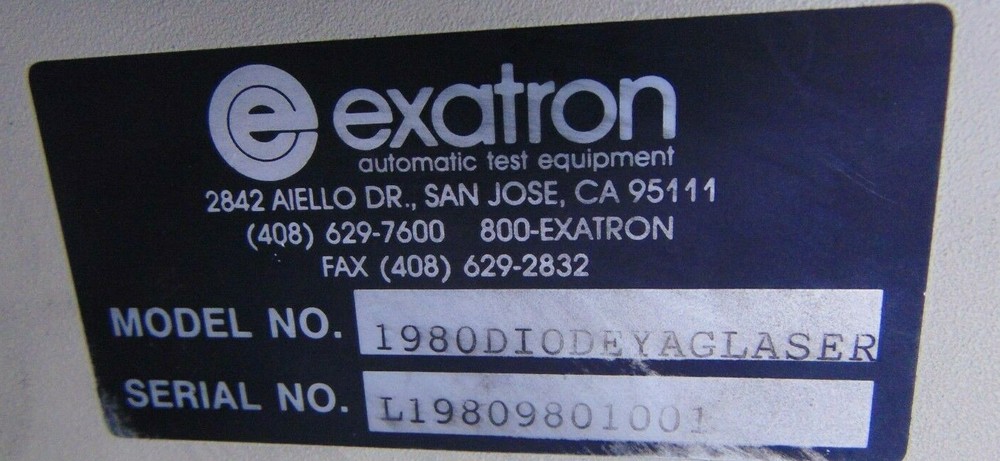 e exatron
automatic test equipment
2842 AIELLO DR., SAN JOSE, CA 95111
(408) 629-7600 800-EXATRON
FAX (408) 629-2832
MODEL NO. 1980DIODEYAGLASER
SERIAL NO. L19809801001